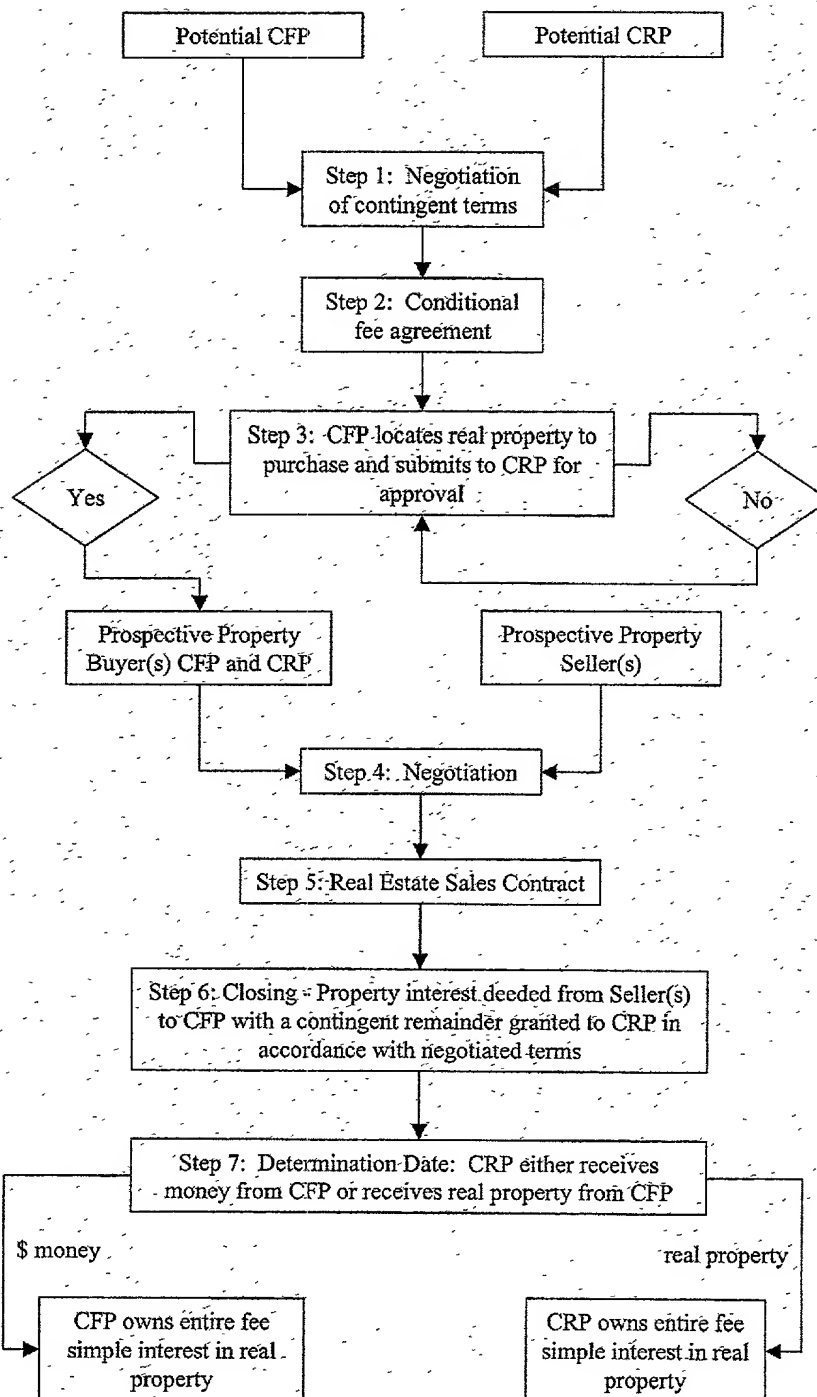 Potential CFP
Potential CRP
Step 1: Negotiation
of contingent terms
Step 2: Conditional
fee agreement
Step 3: CFP locates real property to
purchase and submits to CRP for
approval
Yes
No
Prospective Property
Buyer(s) CFP and CRP
Prospective Property
Seller(s)
Step 4: Negotiation
Step 5: Real Estate Sales Contract
Step 6: Closing - Property interest deeded from Seller(s)
to CFP with a contingent remainder granted to CRP in
accordance with negotiated terms
Step 7: Determination Date: CRP either receives
money from CFP or receives real property from CFP
$ money
real property
CFP owns entire fee
simple interest in real
property
CRP owns entire fee
simple interest in real
property